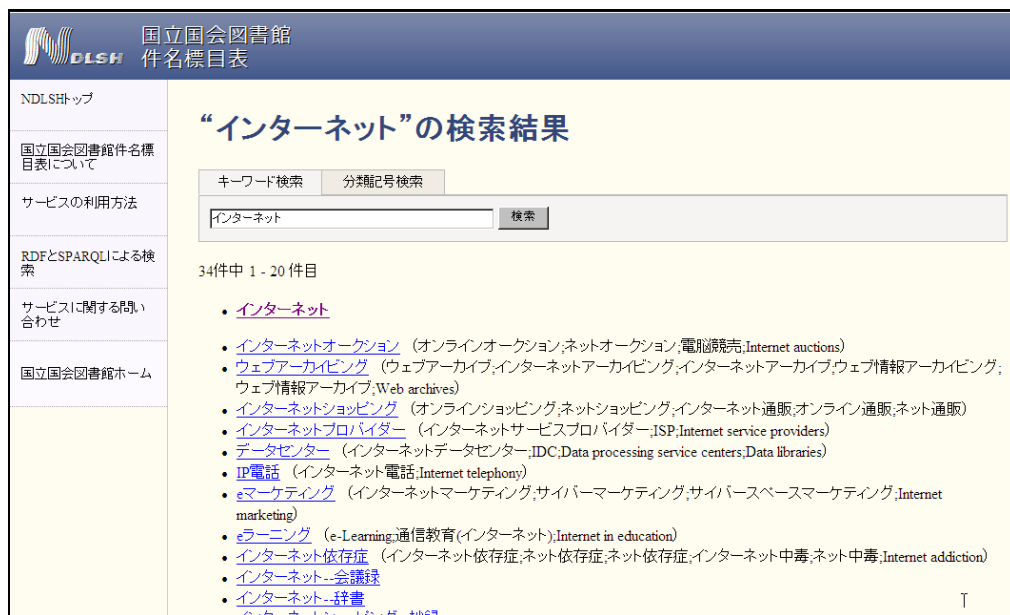 NDLSH
国立国会図書館
件名標目表
NDLSHトップ
国立国会図書館件名標
目表について
サービスの利用方法
RDFとSPARQLによる検
索
サービスに関する問い
合わせ
国立国会図書館ホーム
“インターネット”の検索結果
キーワード検索 分類記号検索
インターネット 検索
34件中 1 - 20 件目
• インターネット
• インターネットオークション (オンラインオークション;ネットオークション;電脳競売;Internet auctions)
• ウェブアーカイビング (ウェブアーカイブ;インターネットアーカイビング;インターネットアーカイブ;ウェブ情報アーカイビング;
ウェブ情報アーカイブ;Web archives)
• インターネットショッピング (オンラインショッピング;ネットショッピング;インターネット通販;オンライン通販;ネット通販)
• インターネットプロバイダー (インターネットサービスプロバイダー;ISP;Internet service providers)
• データセンター (インターネットデータセンター;IDC;Data processing service centers;Data libraries)
• IP電話 (インターネット電話;Internet telephony)
• eマーケティング (インターネットマーケティング;サイバーマーケティング;サイバースペースマーケティング;Internet
marketing)
• eラーニング (e-Learning;通信教育(インターネット);Internet in education)
• インターネット依存症 (インターネット依存症;ネット依存症;ネット依存症;インターネット中毒;ネット中毒;Internet addiction)
• インターネット--会議録
• インターネット--辞書